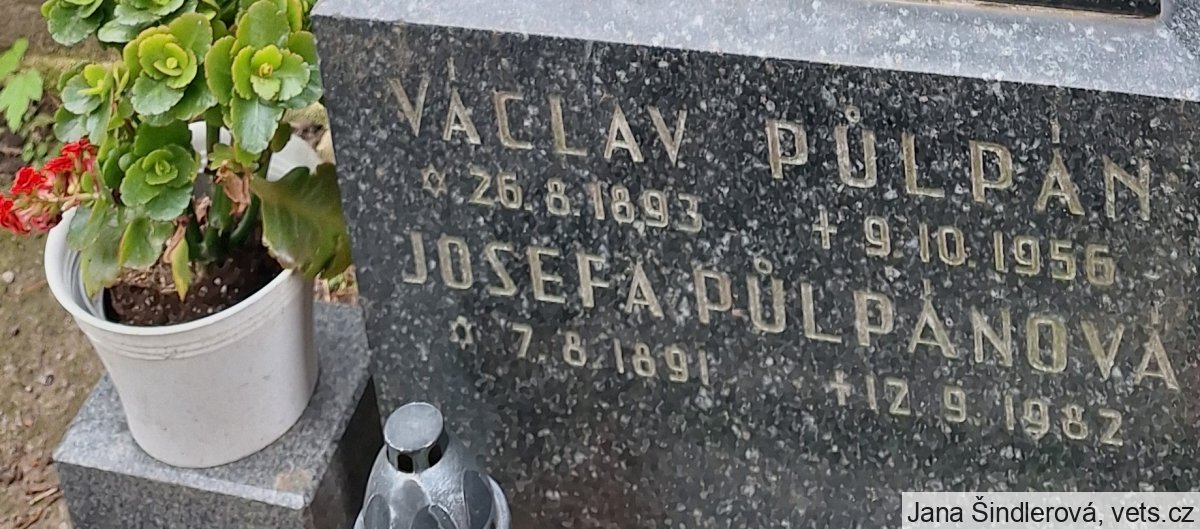 VÁCLAV PŮLPÁN
✡ 26.8.1893 ✝ 9.10.1956
JOSEFA PŮLPÁNOVÁ
✡ 7.8.1891 ✝ 12.9.1982
Jana Šindlerová, vets.cz